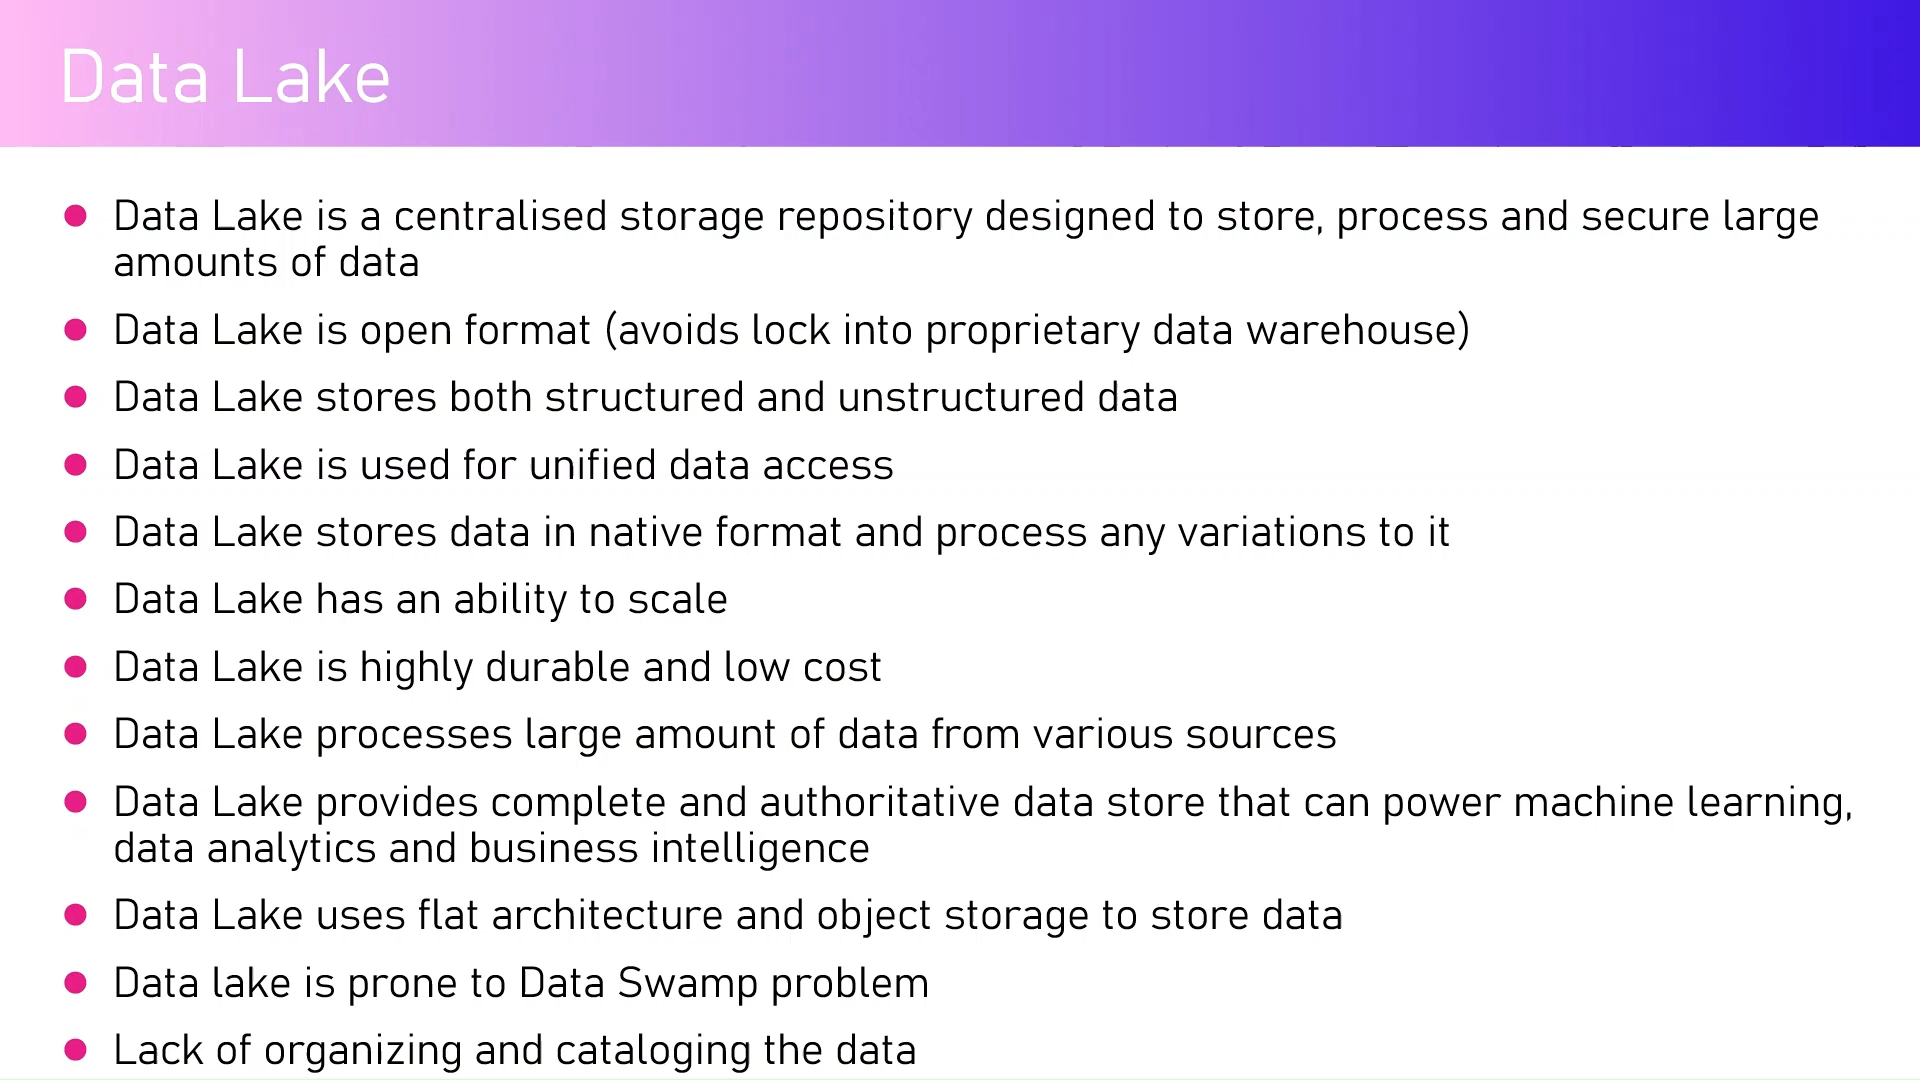 Data Lake
Data Lake is a centralised storage repository designed to store, process and secure large
amounts of data
Data Lake is open format (avoids lock into proprietary data warehouse)
Data Lake stores both structured and unstructured data
Data Lake is used for unified data access
Data Lake stores data in native format and process any variations to it
Data Lake has an ability to scale
Data Lake is highly durable and low cost
Data Lake processes large amount of data from various sources
Data Lake provides complete and authoritative data store that can power machine learning,
data analytics and business intelligence
Data Lake uses flat architecture and object storage to store data
Data lake is prone to Data Swamp problem
Lack of organizing and cataloging the data